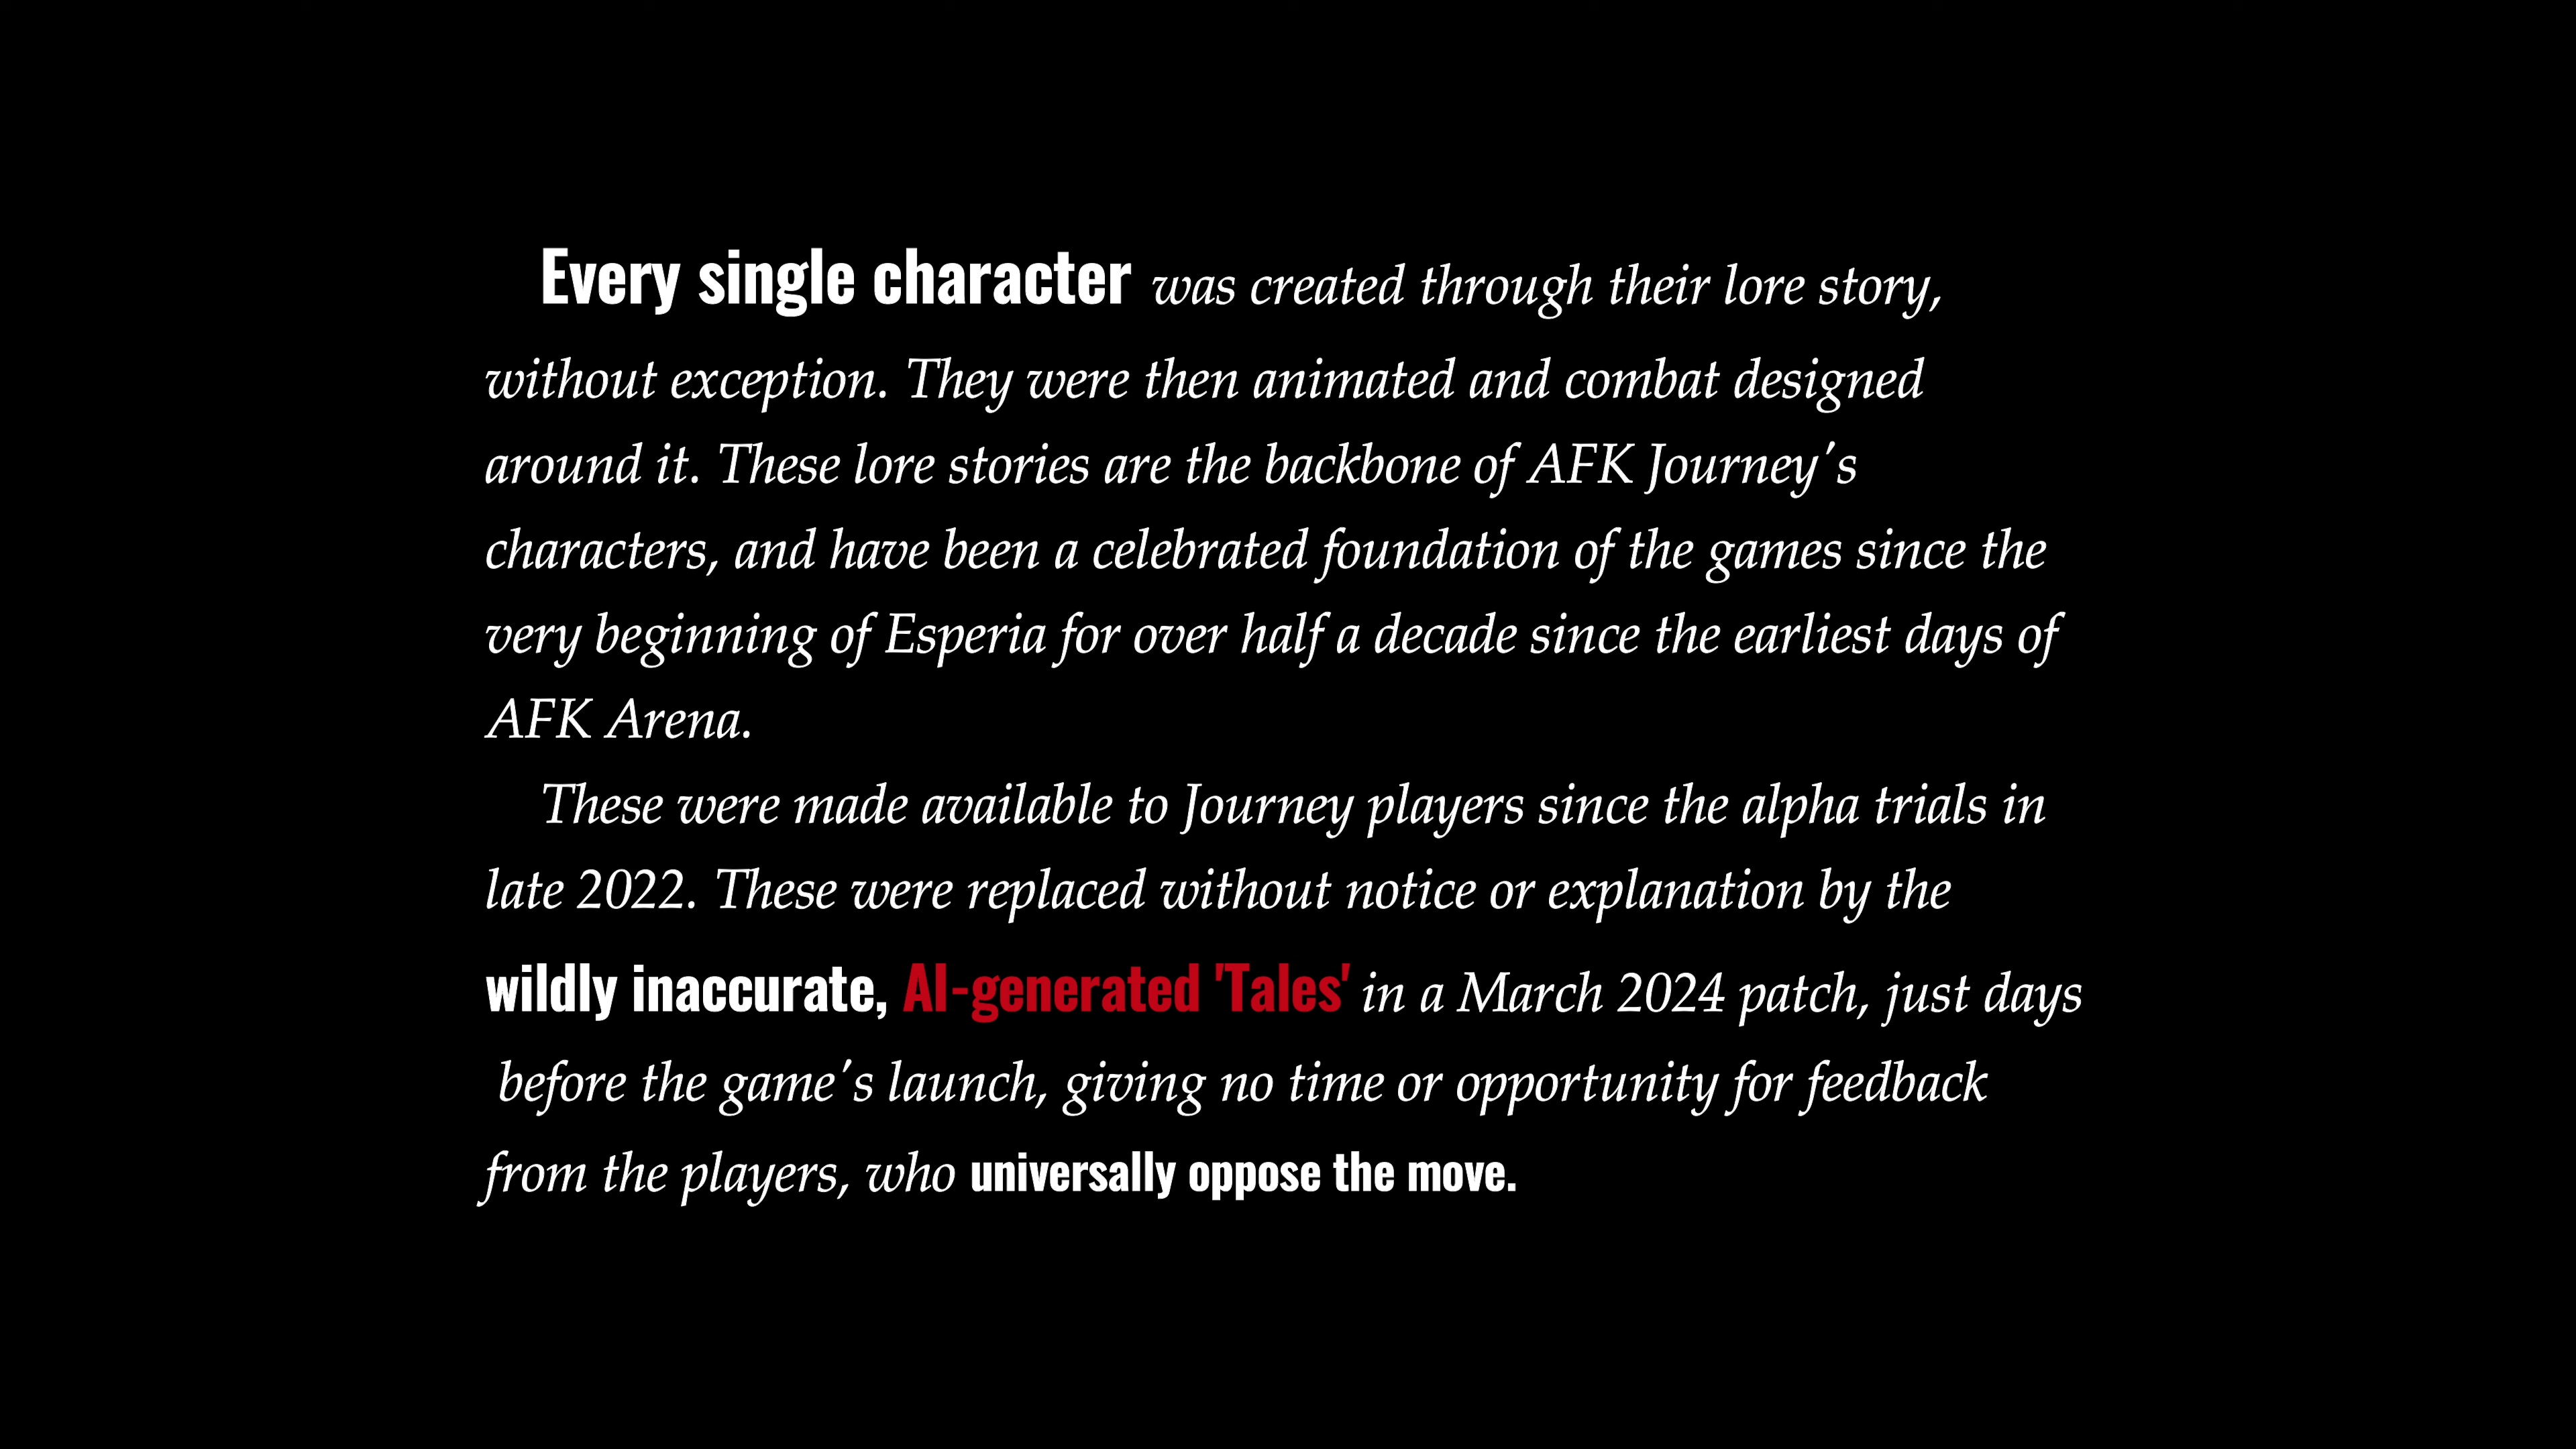 Every single character was created through their lore story,
without exception. They were then animated and combat designed
around it. These lore stories are the backbone of AFK Journey's
characters, and have been a celebrated foundation of the games since the
very beginning of Esperia for over half a decade since the earliest days of
AFK Arena.
These were made available to Journey players since the alpha trials in
late 2022. These were replaced without notice or explanation by the
wildly inaccurate, AI-generated 'Tales' in a March 2024 patch, just days
before the game's launch, giving no time or opportunity for feedback
from the players, who universally oppose the move.